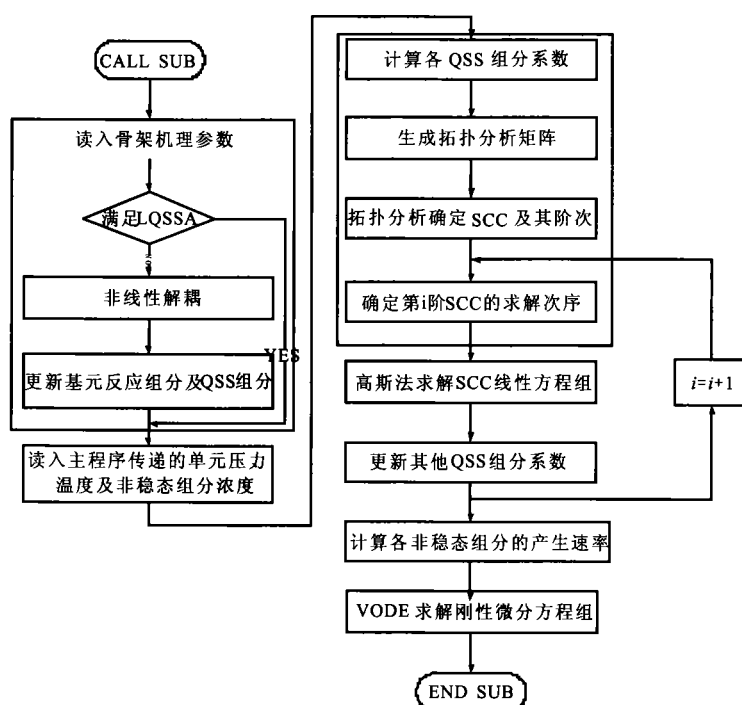 CALL SUB
读入骨架机理参数
满足LQSSA
NO
非线性解耦
YES
更新基元反应组分及QSS组分
读入主程序传递的单元压力
温度及非稳态组分浓度
计算各QSS组分系数
生成拓扑分析矩阵
拓扑分析确定SCC及其阶次
确定第i阶SCC的求解次序
高斯法求解SCC线性方程组
i=i+1
更新其他QSS组分系数
计算各非稳态组分的产生速率
VODE求解刚性微分方程组
END SUB